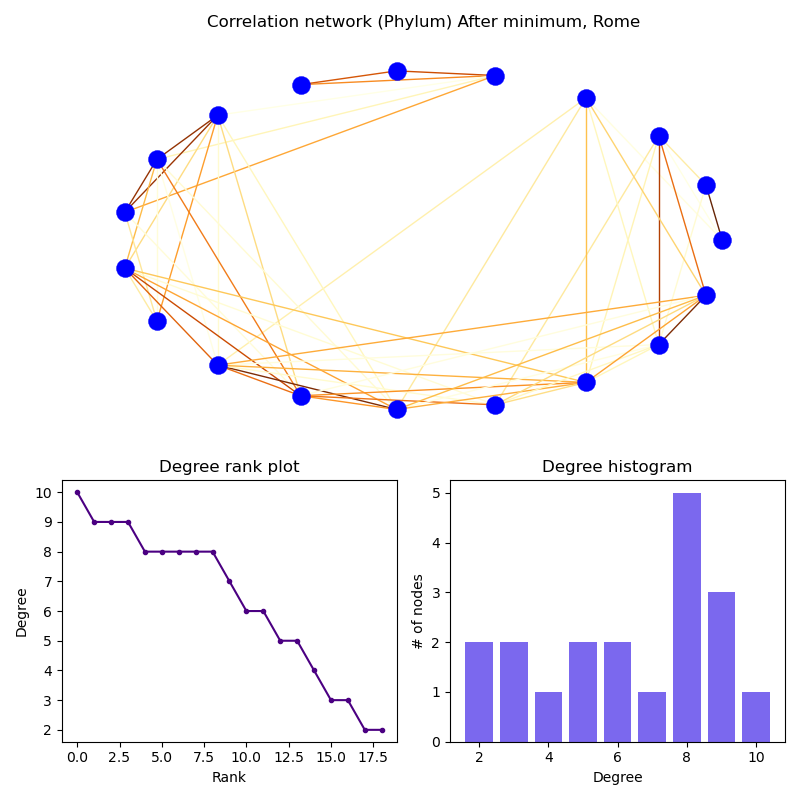 Correlation network (Phylum) After minimum, Rome
Degree rank plot
Degree
10
9
8
7
6
5
4
3
2
0.0 2.5 5.0 7.5 10.0 12.5 15.0 17.5
Rank
Degree histogram
# of nodes
5
4
3
2
1
0
2 4 6 8 10
Degree